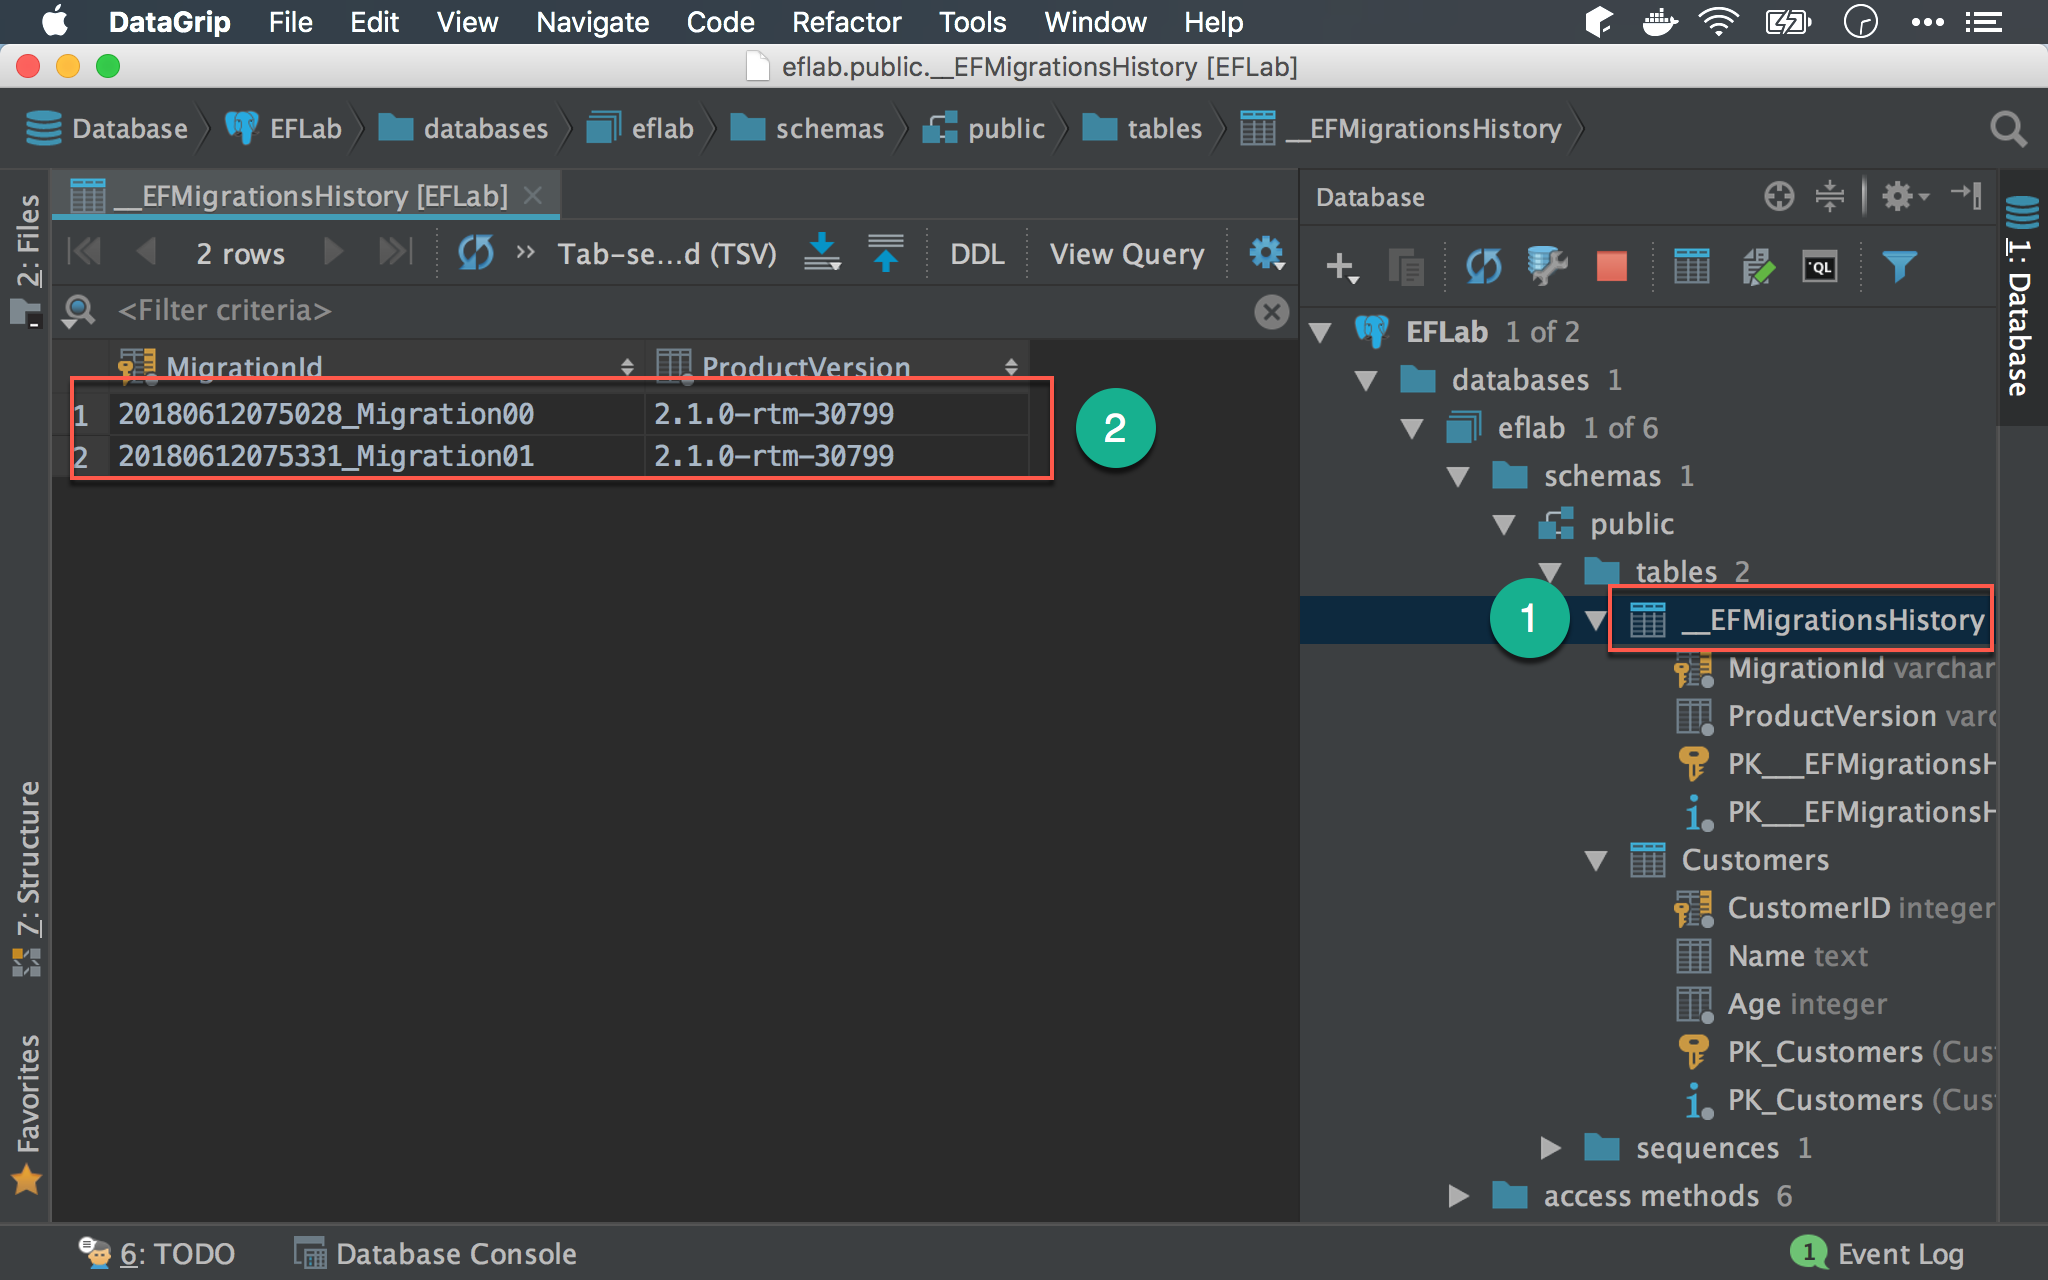 DataGrip File Edit View Navigate Code Refactor Tools Window Help
eflab.public.__EFMigrationsHistory [EFLab]
Database EFLab databases eflab schemas public tables __EFMigrationsHistory
__EFMigrationsHistory [EFLab]
2 rows Tab-se...d (TSV) DDL View Query
<Filter criteria>
MigrationId ProductVersion
1 20180612075028_Migration00 2.1.0-rtm-30799
2 20180612075331_Migration01 2.1.0-rtm-30799
2
2: Files
7: Structure
Favorites
Database
QL
EFLab 1 of 2
databases 1
eflab 1 of 6
schemas 1
public
tables 2
1
__EFMigrationsHistory
MigrationId varchar
ProductVersion varc
PK___EFMigrationsH
PK___EFMigrationsH
Customers
CustomerID integer
Name text
Age integer
PK_Customers (Cus
PK_Customers (Cus
sequences 1
access methods 6
1: Database
6: TODO Database Console 1 Event Log